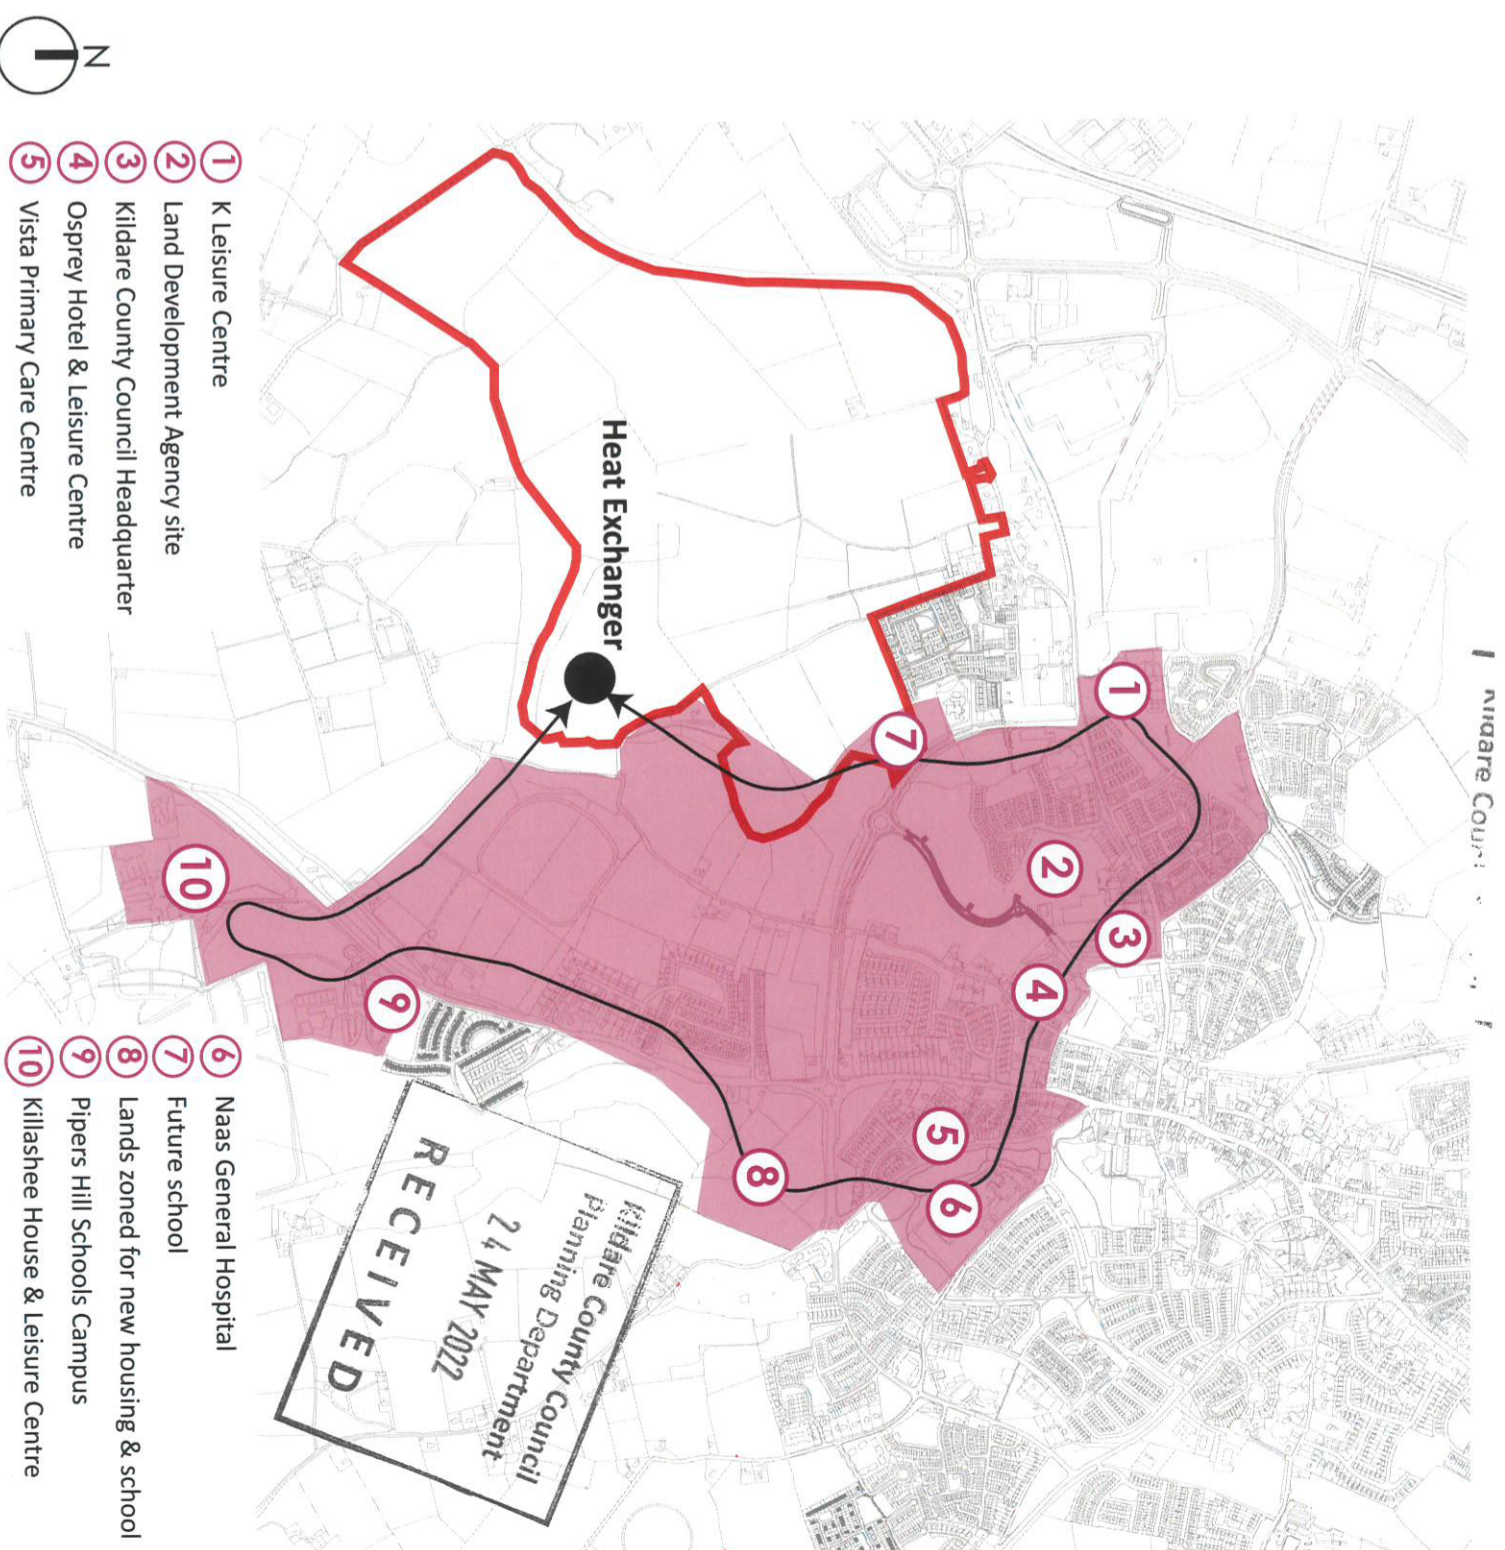 N
Heat Exchanger
1
2
3
4
5
6
7
8
9
10
Kildare County Council
Planning Department
24 MAY 2022
RECEIVED
1 K Leisure Centre
2 Land Development Agency site
3 Kildare County Council Headquarter
4 Osprey Hotel & Leisure Centre
5 Vista Primary Care Centre
6 Naas General Hospital
7 Future school
8 Lands zoned for new housing & school
9 Pipers Hill Schools Campus
10 Killashee House & Leisure Centre